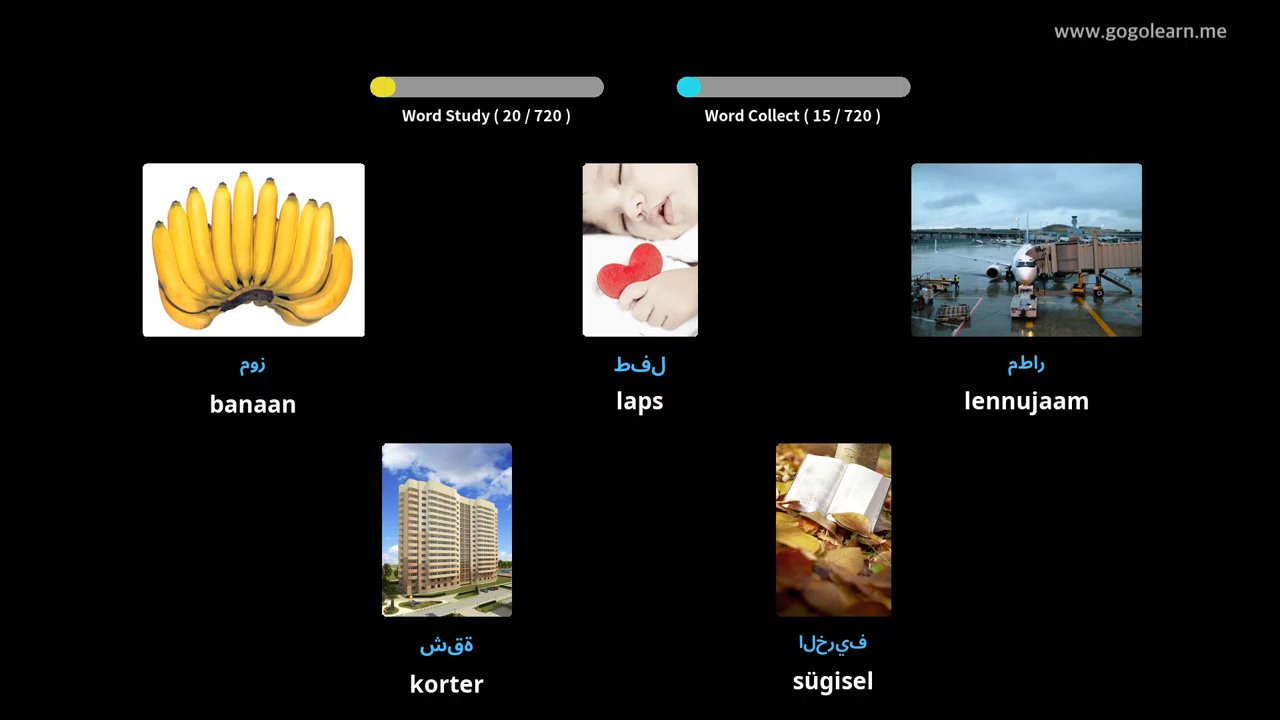 www.gogolearn.me
Word Study ( 20 / 720 )
Word Collect ( 15 / 720 )
موز
طفل
مطار
banaan
laps
lennujaam
شقة
الخريف
korter
sügisel